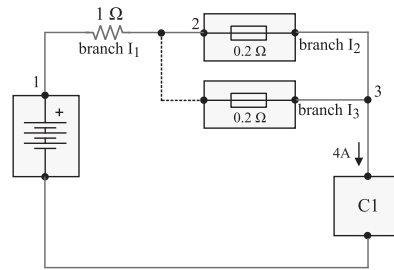 1 Ω
branch I1
2
0.2 Ω
branch I2
1
+
0.2 Ω
branch I3
3
4A
C1